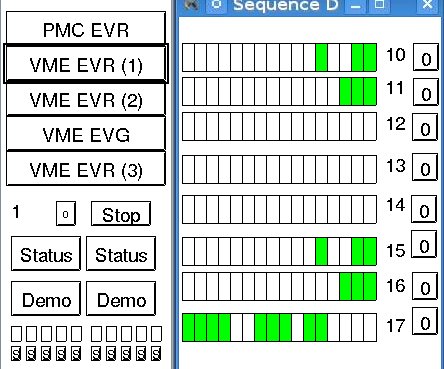 Sequence D
PMC EVR
VME EVR (1)
VME EVR (2)
VME EVG
VME EVR (3)
1 0 Stop
Status Status
Demo Demo
10 0
11 0
12 0
13 0
14 0
15 0
16 0
17 0